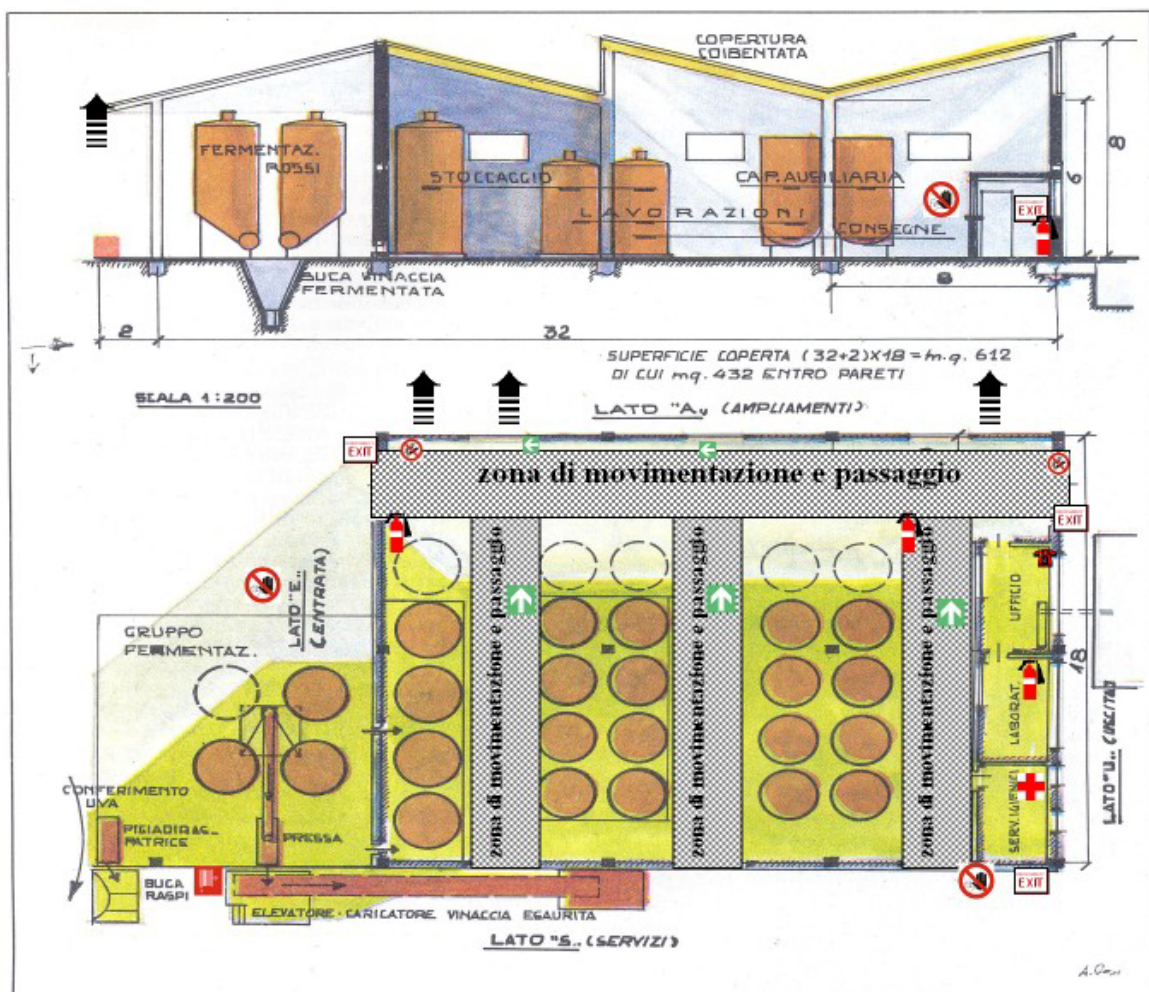 COPERTURA
COIBENTATA
FERMENTAZ.
ROSSI
STOCCAGGIO
CAP. AUSILIARIA
LAVORAZIONI
CONSEGNE
EXIT
8
6
BUCA VINACCIA
FERMENTATA
8
2
32
SUPERFICIE COPERTA (32+2)X18 = m.q. 612
DI CUI mq. 432 ENTRO PARETI
SCALA 1:200
LATO "A" (AMPLIAMENTI)
EXIT
zona di movimentazione e passaggio
EXIT
zona di movimentazione e passaggio
zona di movimentazione e passaggio
zona di movimentazione e passaggio
LATO "E"
(ENTRATA)
GRUPPO
FERMENTAZ.
UFFICIO
18
LABORAT.
SERV.IGIENICI
LATO "U" (USCITA)
CONFERIMENTO
UVA
PIGIADIRAS-
PATRICE
PRESSA
BUCA
RASPI
EXIT
ELEVATORE-CARICATORE VINACCIA ESAURITA
LATO "S" (SERVIZI)